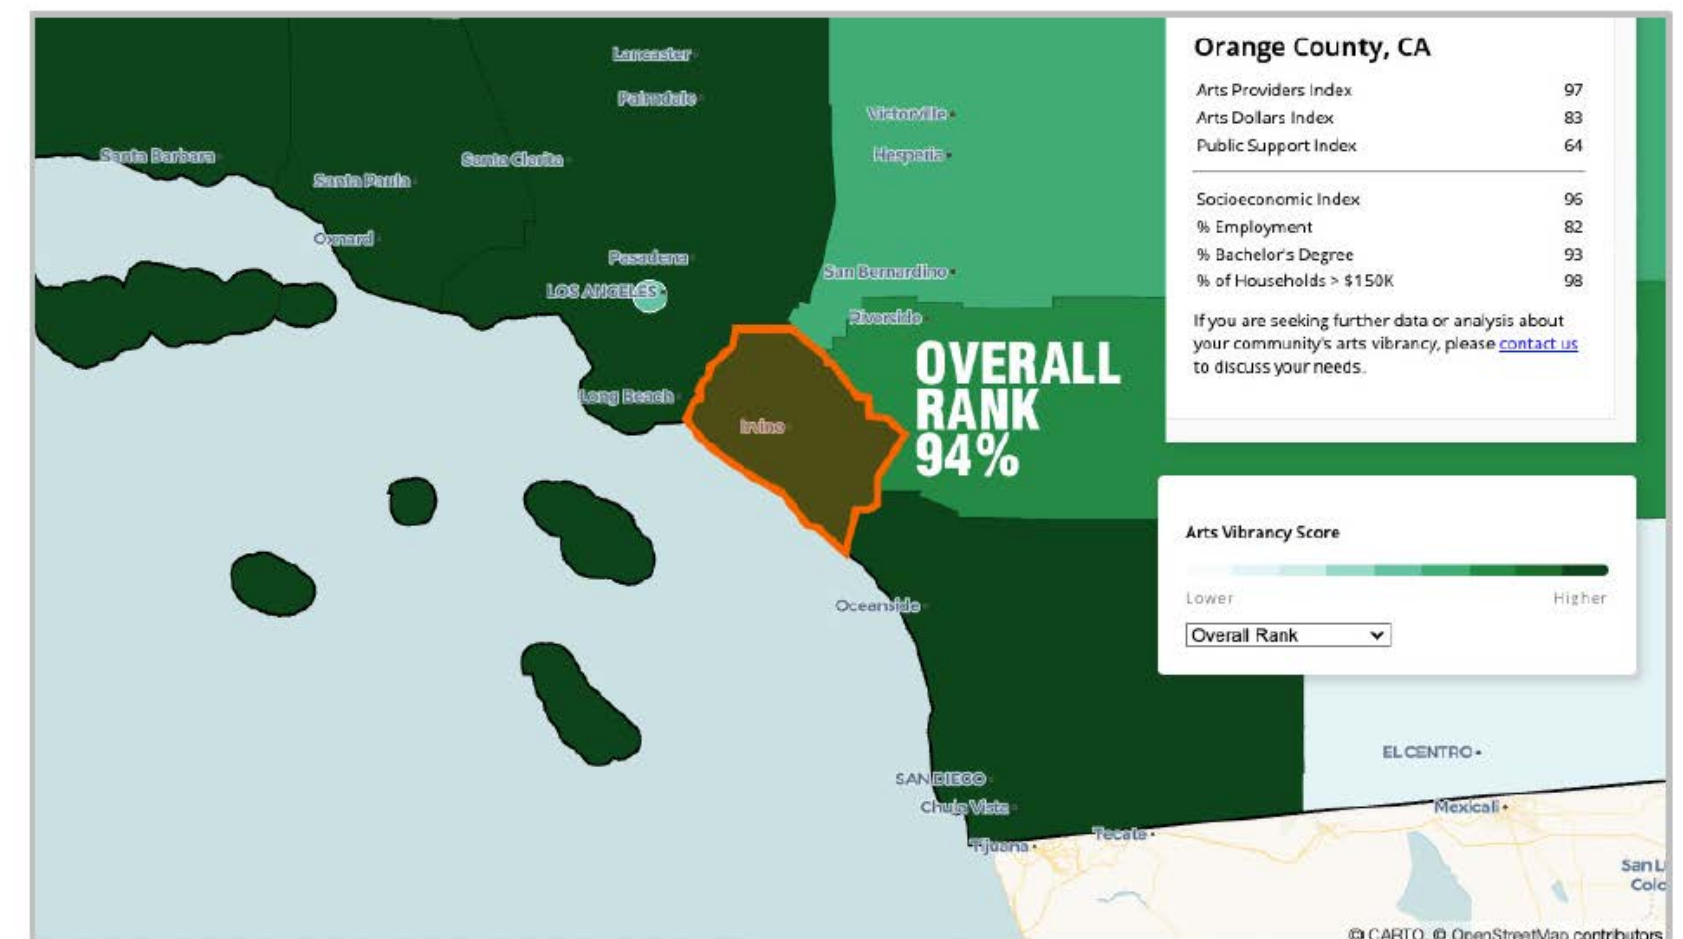 Orange County, CA
Arts Providers Index 97
Arts Dollars Index 83
Public Support Index 64
Socioeconomic Index 96
% Employment 82
% Bachelor's Degree 93
% of Households > $150K 98
If you are seeking further data or analysis about
your community's arts vibrancy, please contact us
to discuss your needs.
Lancaster
Palmdale
Victorville
Hesperia
Santa Barbara
Santa Clarita
Santa Paula
Oxnard
Pasadena
San Bernardino
LOS ANGELES
Riverside
OVERALL
RANK
94%
Long Beach
Irvine
Arts Vibrancy Score
Lower Higher
Overall Rank
Oceanside
EL CENTRO
SAN DIEGO
Chula Vista
Mexicali
Tecate
Tijuana
San L
Colo
© CARTO, © OpenStreetMap contributors